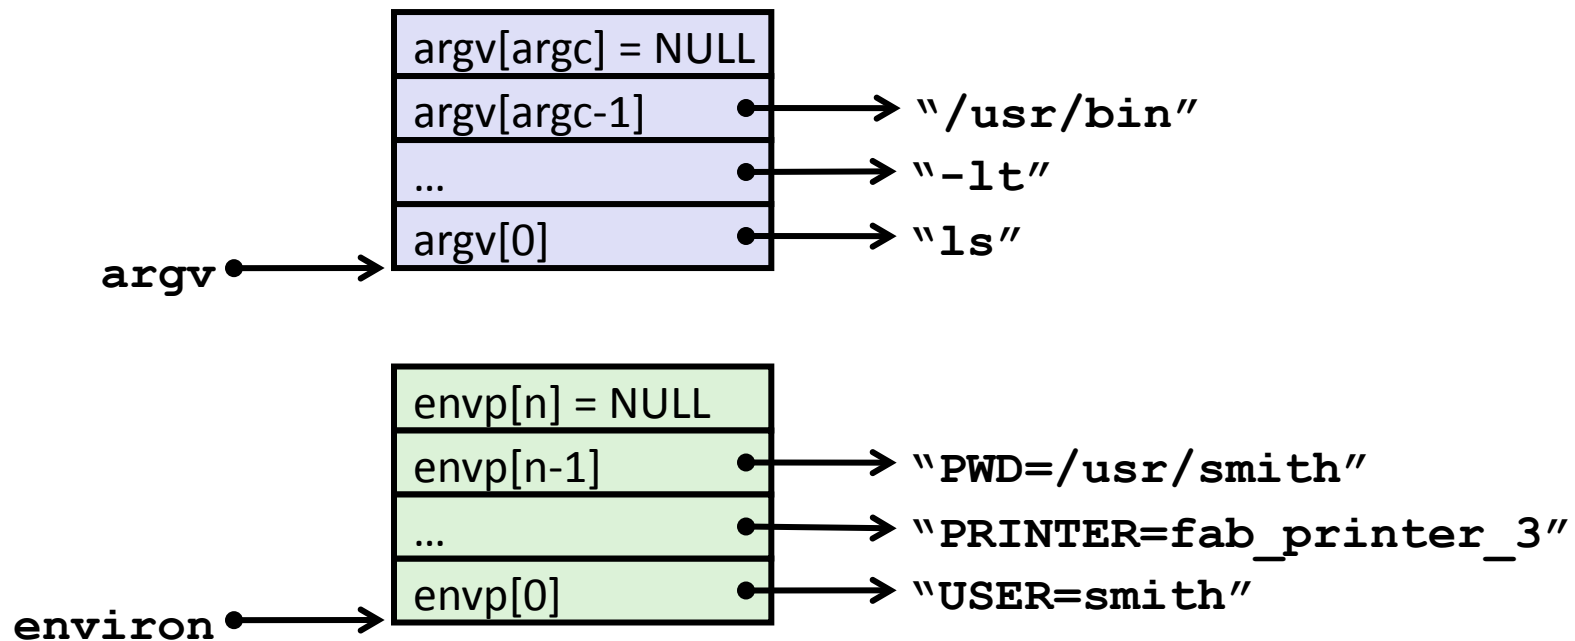 argv[argc] = NULL
argv[argc-1] “/usr/bin”
… “-lt”
argv[0] “ls”
argv
envp[n] = NULL
envp[n-1] “PWD=/usr/smith”
… “PRINTER=fab_printer_3”
envp[0] “USER=smith”
environ